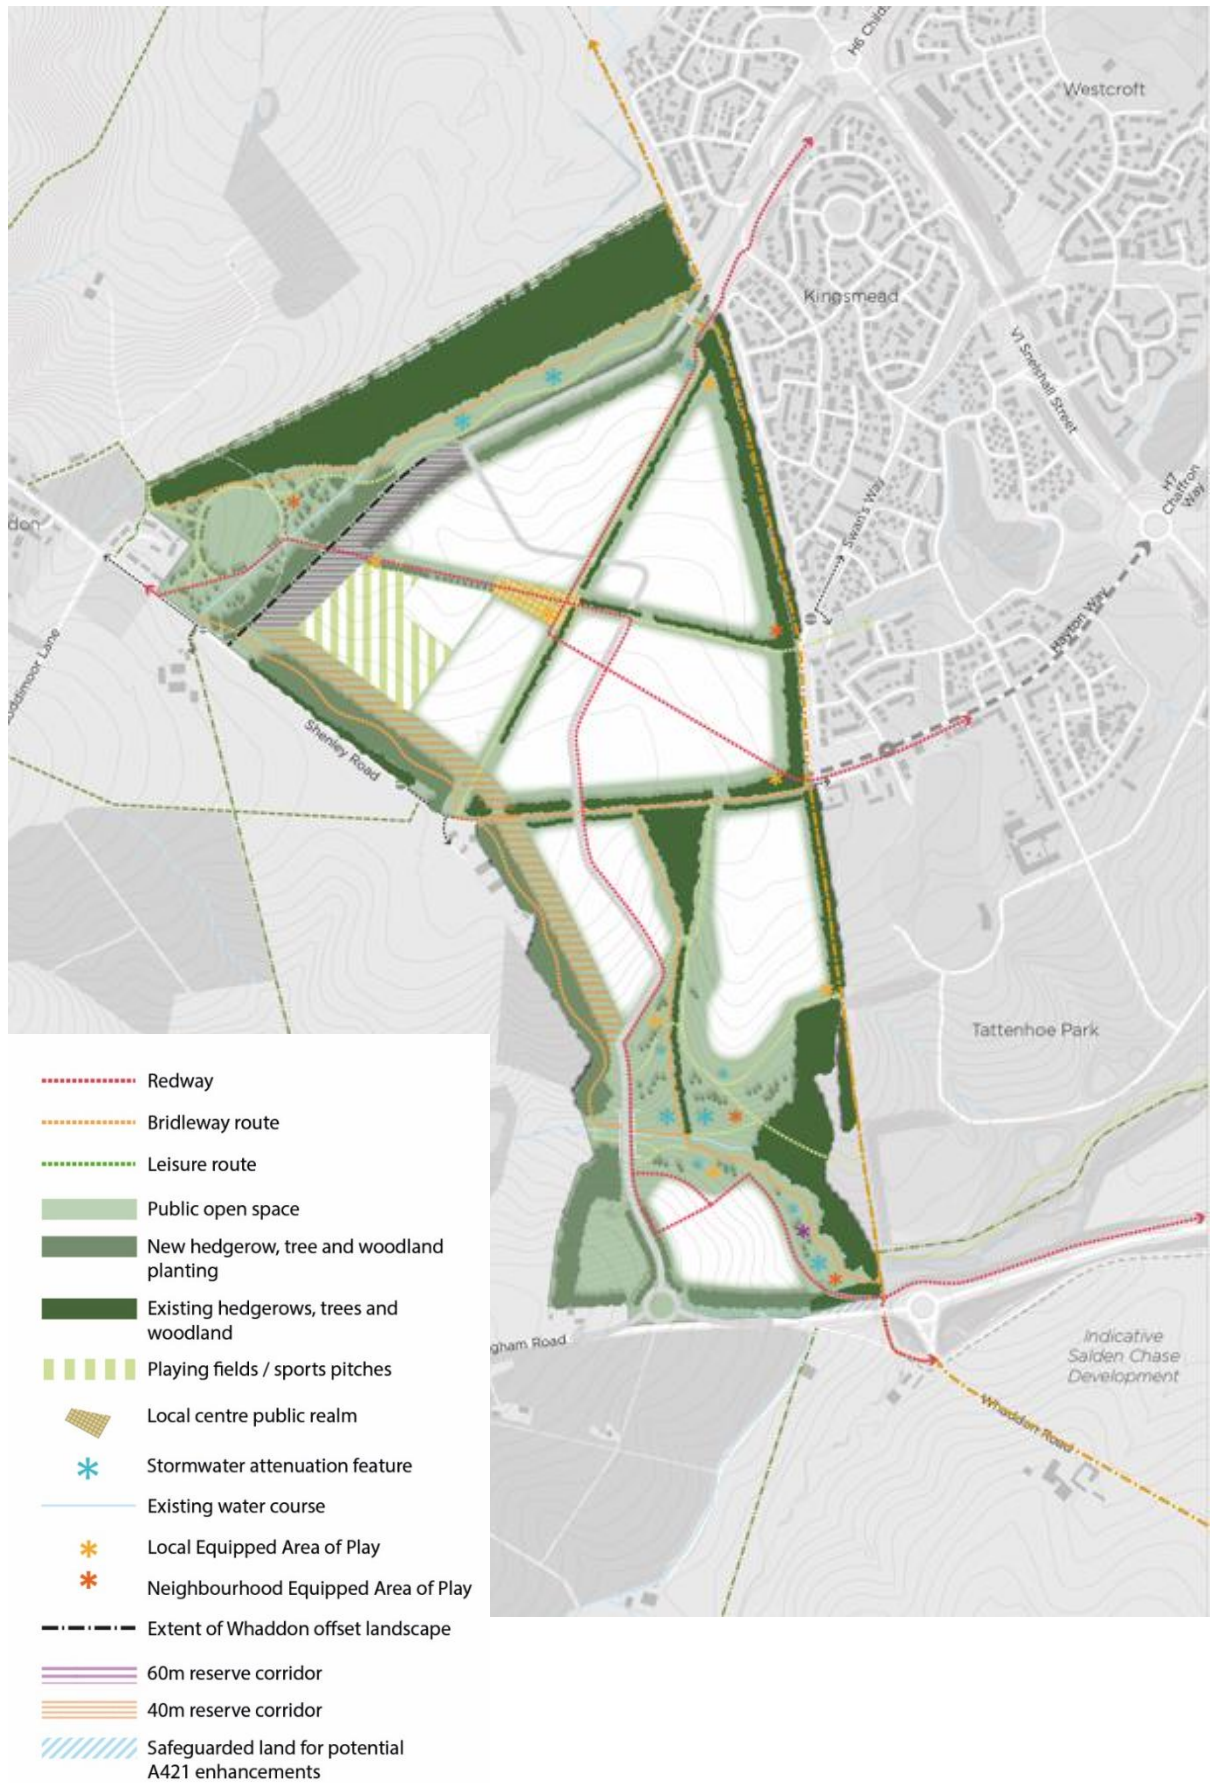 H6 Childs
Westcroft
Kingsmead
V1 Snelshall Street
H7
Chaffron
Way
Swan's Way
Hayton Way
don
uddimoor Lane
Shenley Road
Tattenhoe Park
gham Road
Indicative
Salden Chase
Development
Whaddon Road
Redway
Bridleway route
Leisure route
Public open space
New hedgerow, tree and woodland
planting
Existing hedgerows, trees and
woodland
Playing fields / sports pitches
Local centre public realm
Stormwater attenuation feature
Existing water course
Local Equipped Area of Play
Neighbourhood Equipped Area of Play
Extent of Whaddon offset landscape
60m reserve corridor
40m reserve corridor
Safeguarded land for potential
A421 enhancements